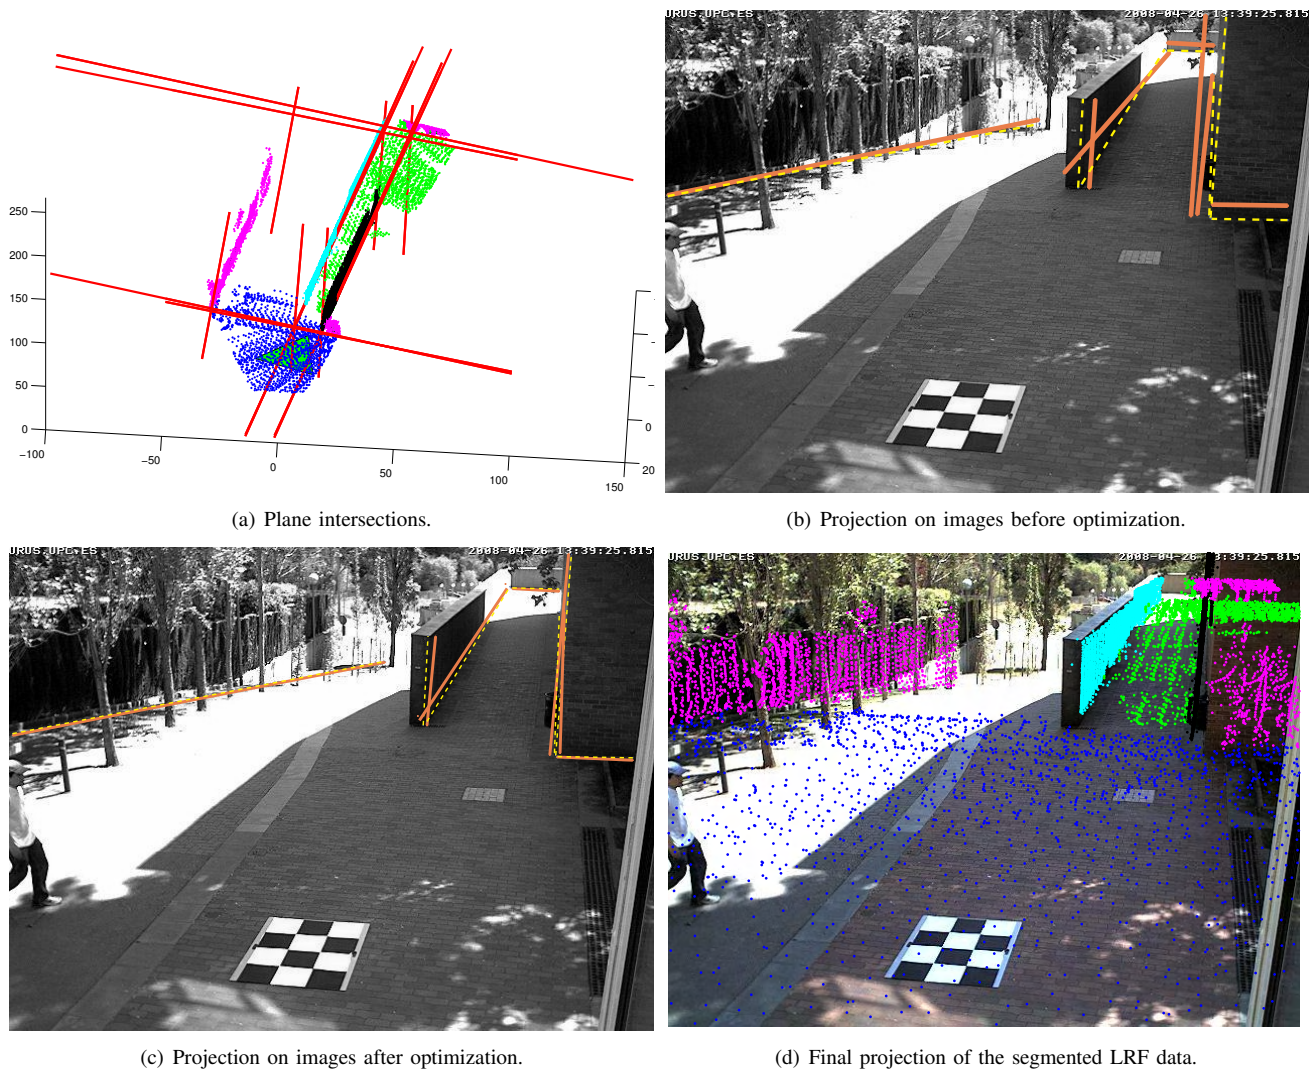 250
200
150
100
50
0
−100
−50
0
50
100
150
0
20
(a) Plane intersections.
URUS.UPC.ES 2008-04-26 13:39:25.815
(b) Projection on images before optimization.
URUS.UPC.ES 2008-04-26 13:39:25.815
(c) Projection on images after optimization.
URUS.UPC.ES 2008-04-26 13:39:25.815
(d) Final projection of the segmented LRF data.